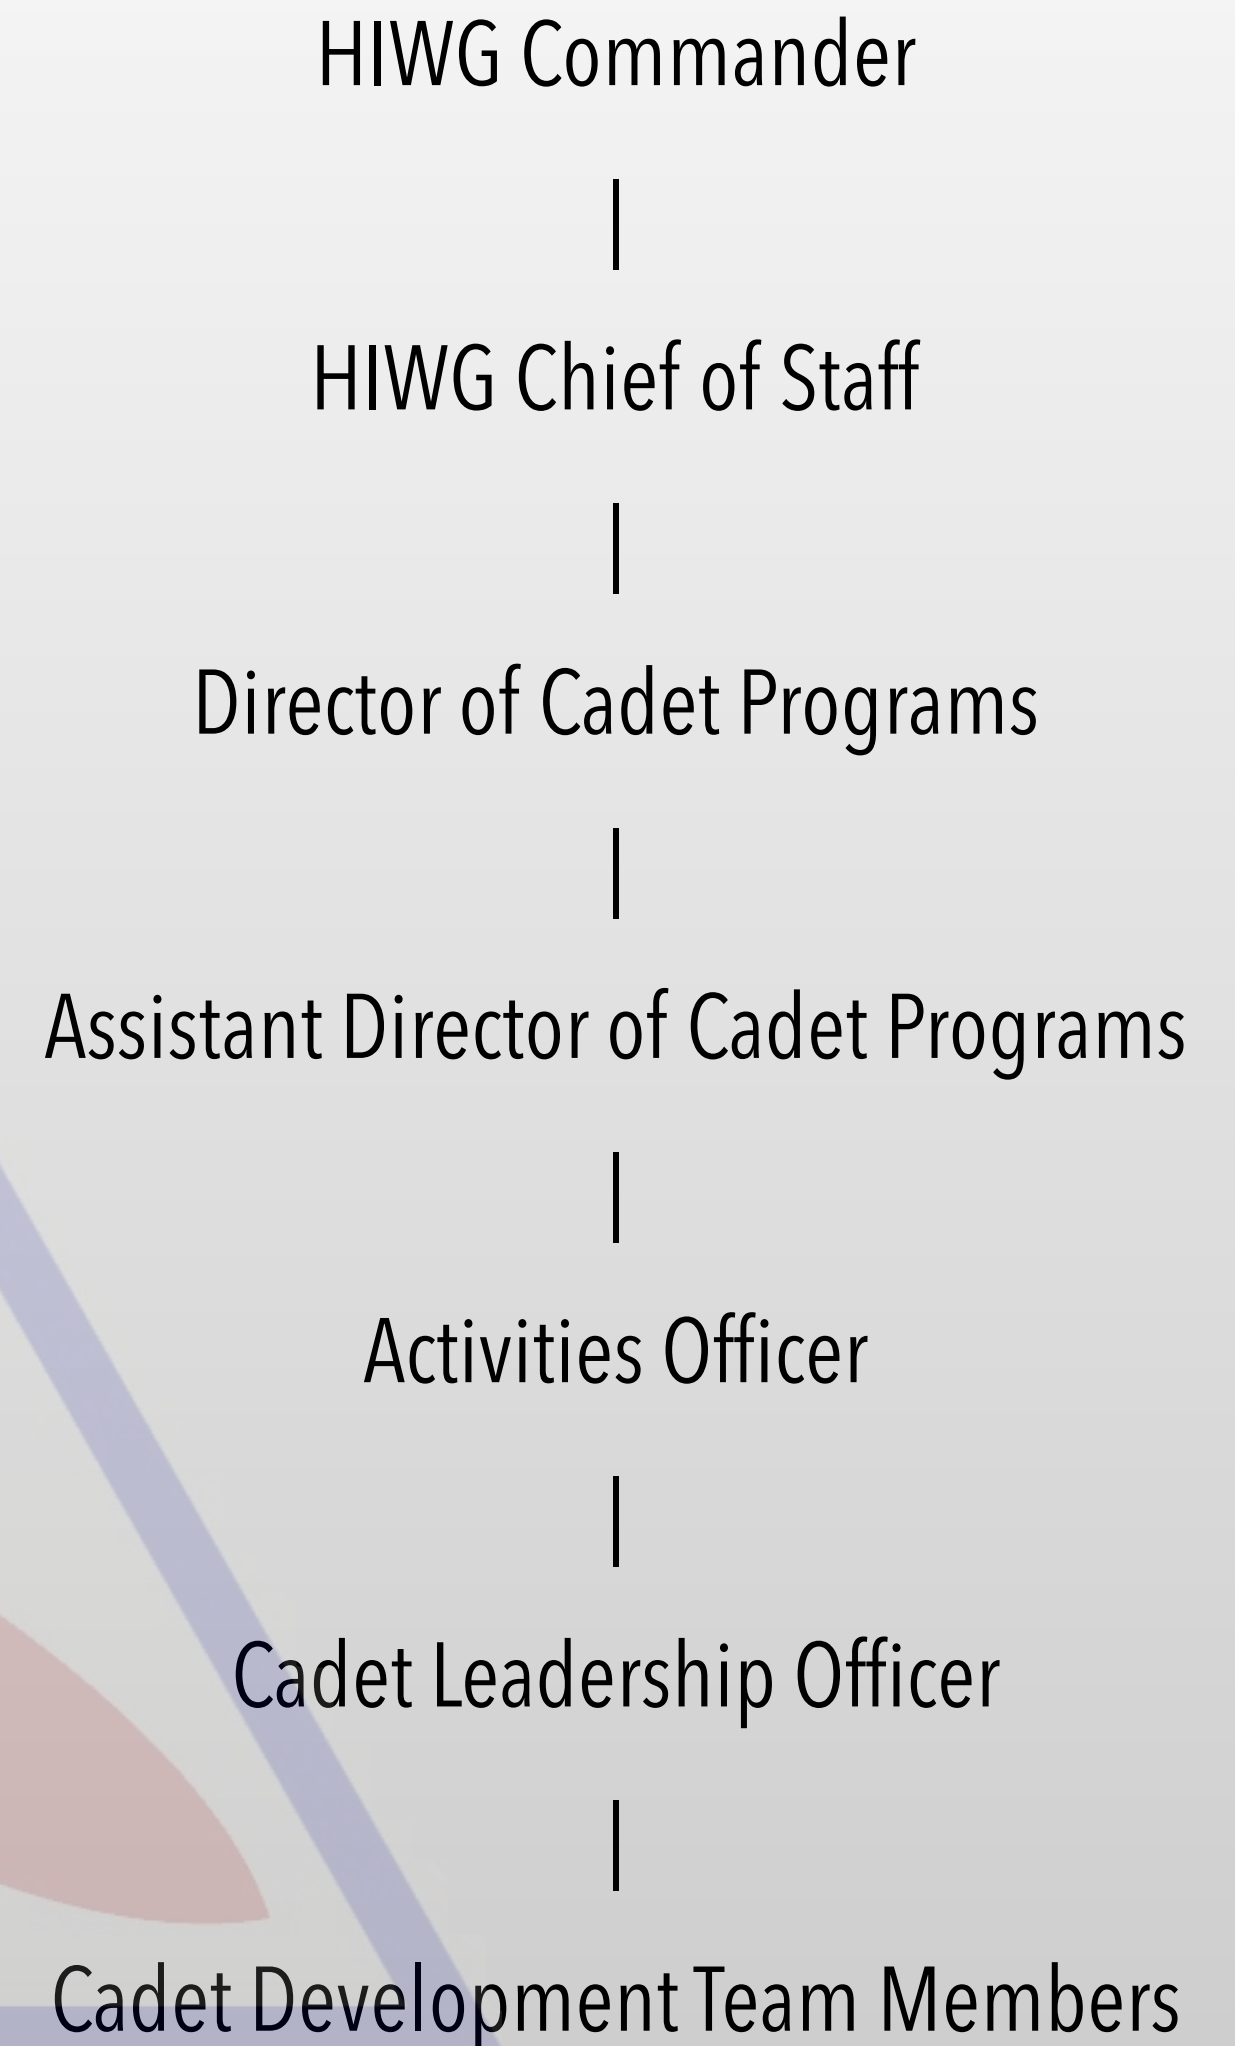 HIWG Commander
HIWG Chief of Staff
Director of Cadet Programs
Assistant Director of Cadet Programs
Activities Officer
Cadet Leadership Officer
Cadet Development Team Members